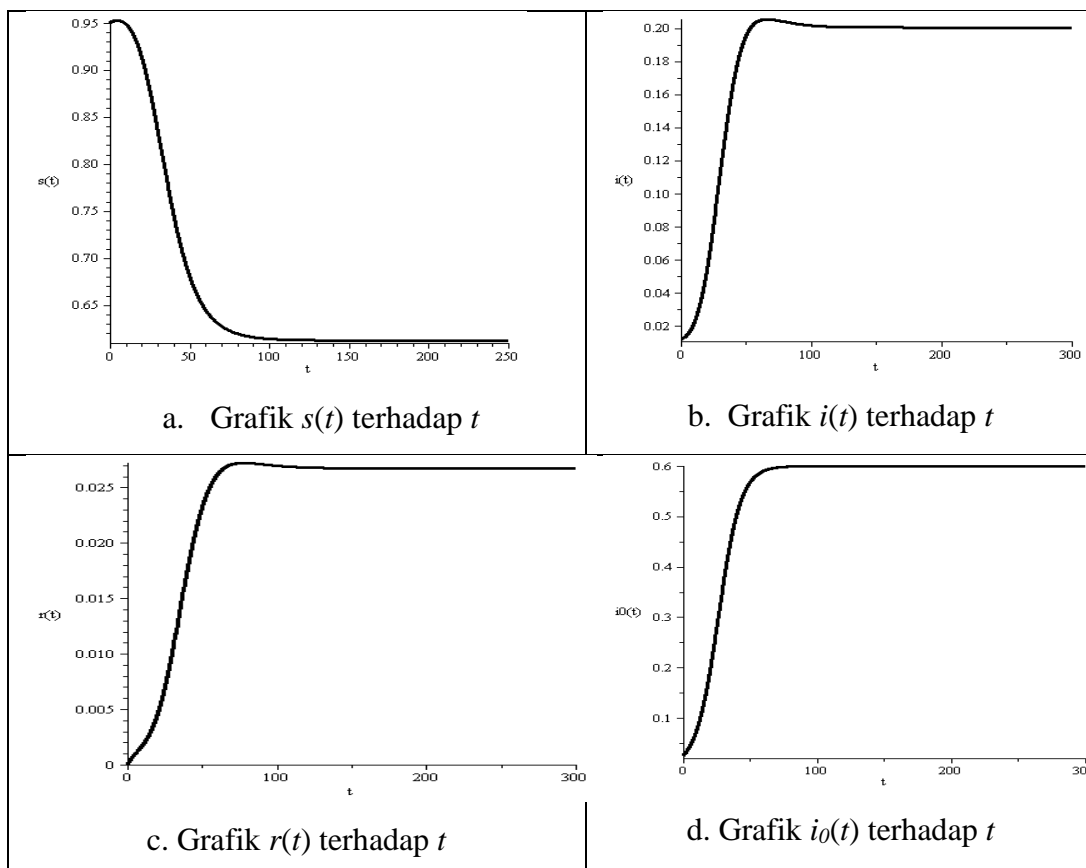 0.95
0.90
0.85
0.80
s(t)
0.75
0.70
0.65
0 50 100 150 200 250
t
a. Grafik s(t) terhadap t
0.20
0.18
0.16
0.14
i(t)
0.12
0.10
0.08
0.06
0.04
0.02
0 100 200 300
t
b. Grafik i(t) terhadap t
0.025
0.020
0.015
r(t)
0.010
0.005
0
0 100 200 300
t
c. Grafik r(t) terhadap t
0.6
0.5
0.4
i0(t)
0.3
0.2
0.1
0 100 200 300
t
d. Grafik i0(t) terhadap t